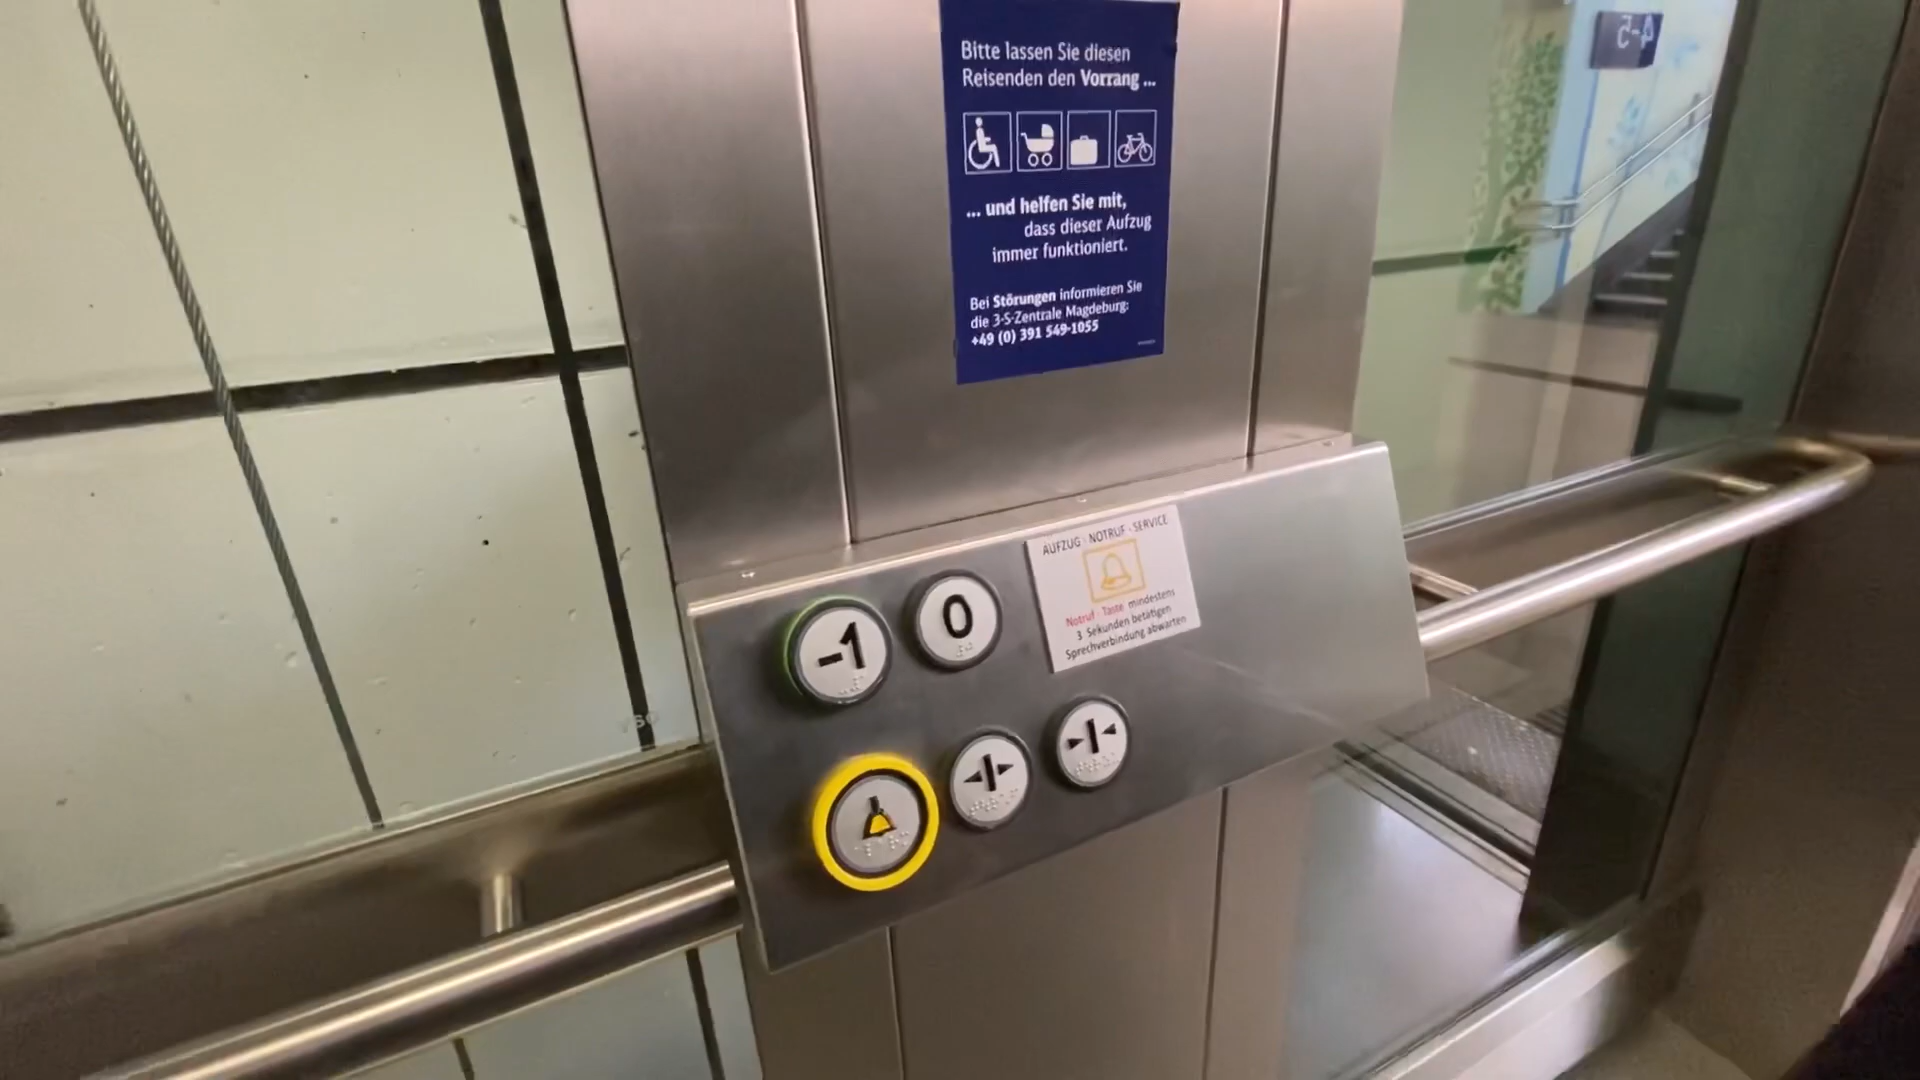 Bitte lassen Sie diesen
Reisenden den Vorrang ...
... und helfen Sie mit,
dass dieser Aufzug
immer funktioniert.
Bei Störungen informieren Sie
die 3-S-Zentrale Magdeburg:
+49 (0) 391 549-1055
4-5
AUFZUG - NOTRUF - SERVICE
Notruf - Taste mindestens
3 Sekunden betätigen
Sprechverbindung abwarten
-1
0